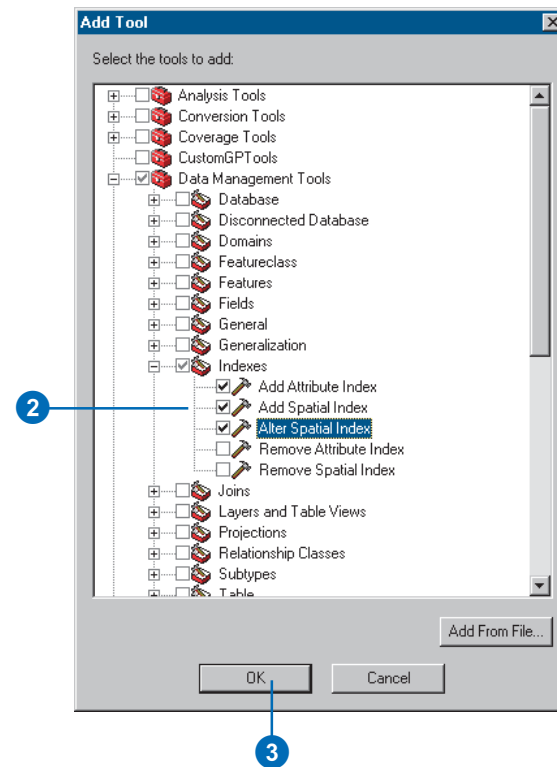 Add Tool
Select the tools to add:
Analysis Tools
Conversion Tools
Coverage Tools
CustomGPTools
Data Management Tools
Database
Disconnected Database
Domains
Featureclass
Features
Fields
General
Generalization
Indexes
Add Attribute Index
2
Add Spatial Index
Alter Spatial Index
Remove Attribute Index
Remove Spatial Index
Joins
Layers and Table Views
Projections
Relationship Classes
Subtypes
Table
Add From File...
OK
Cancel
3